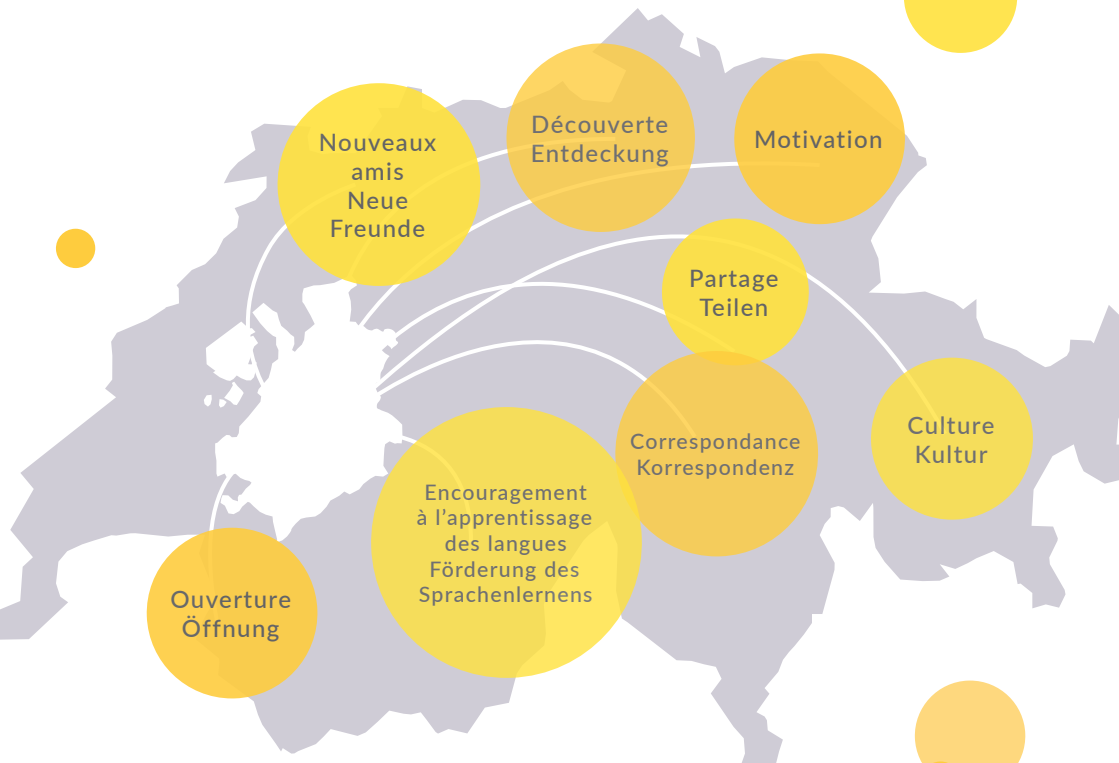 Nouveaux
amis
Neue
Freunde
Découverte
Entdeckung
Motivation
Partage
Teilen
Culture
Kultur
Correspondance
Korrespondenz
Encouragement
à l'apprentissage
des langues
Förderung des
Sprachenlernens
Ouverture
Öffnung